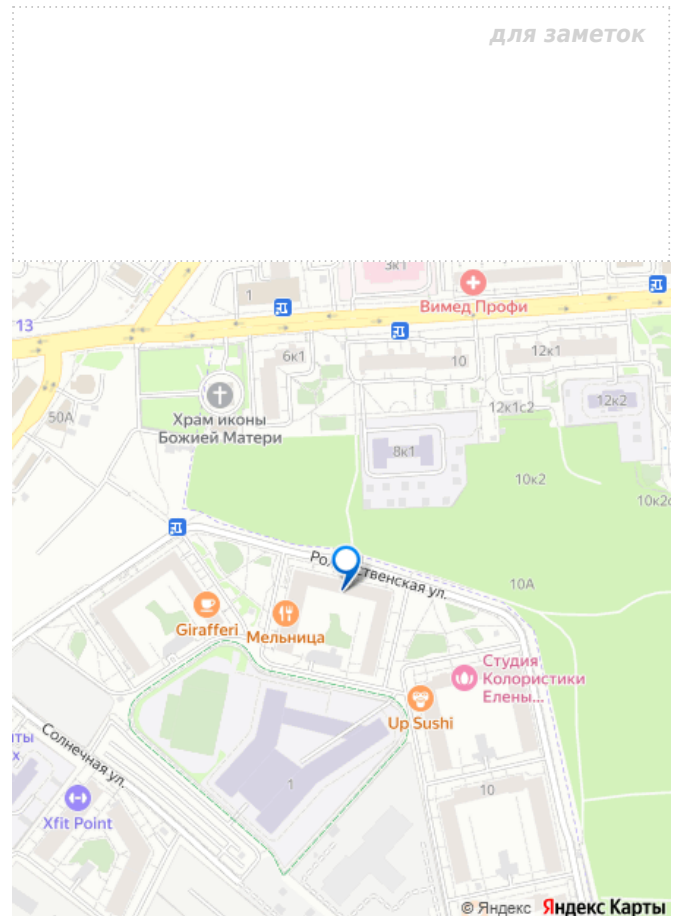 для заметок
3к1
1
Вимед Профи
13
6к1
10
12к1
50А
Храм иконы
Божией Матери
12к1с2
12к2
8к1
10к2
10А
Girafferi
Мельница
Студия
Колористики
Елены...
Up Sushi
Солнечная ул.
1
10
Xfit Point
© Яндекс Яндекс Карты